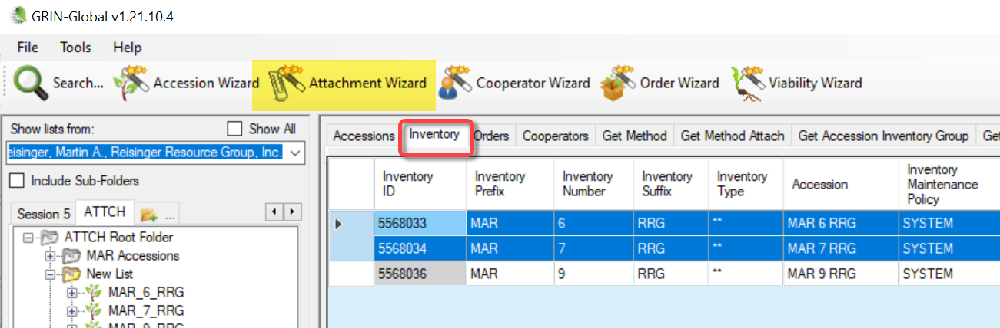 GRIN-Global v1.21.10.4
File Tools Help
Search... Accession Wizard Attachment Wizard Cooperator Wizard Order Wizard Viability Wizard
Show lists from: Show All
eisinger, Martin A., Reisinger Resource Group, Inc.
Include Sub-Folders
Session 5 ATTCH ...
ATTCH Root Folder
MAR Accessions
New List
MAR_6_RRG
MAR_7_RRG
MAR_9_RRG
Accessions Inventory Orders Cooperators Get Method Get Method Attach Get Accession Inventory Group Get
Inventory ID Inventory Prefix Inventory Number Inventory Suffix Inventory Type Accession Inventory Maintenance Policy
5568033 MAR 6 RRG ** MAR 6 RRG SYSTEM
5568034 MAR 7 RRG ** MAR 7 RRG SYSTEM
5568036 MAR 9 RRG ** MAR 9 RRG SYSTEM